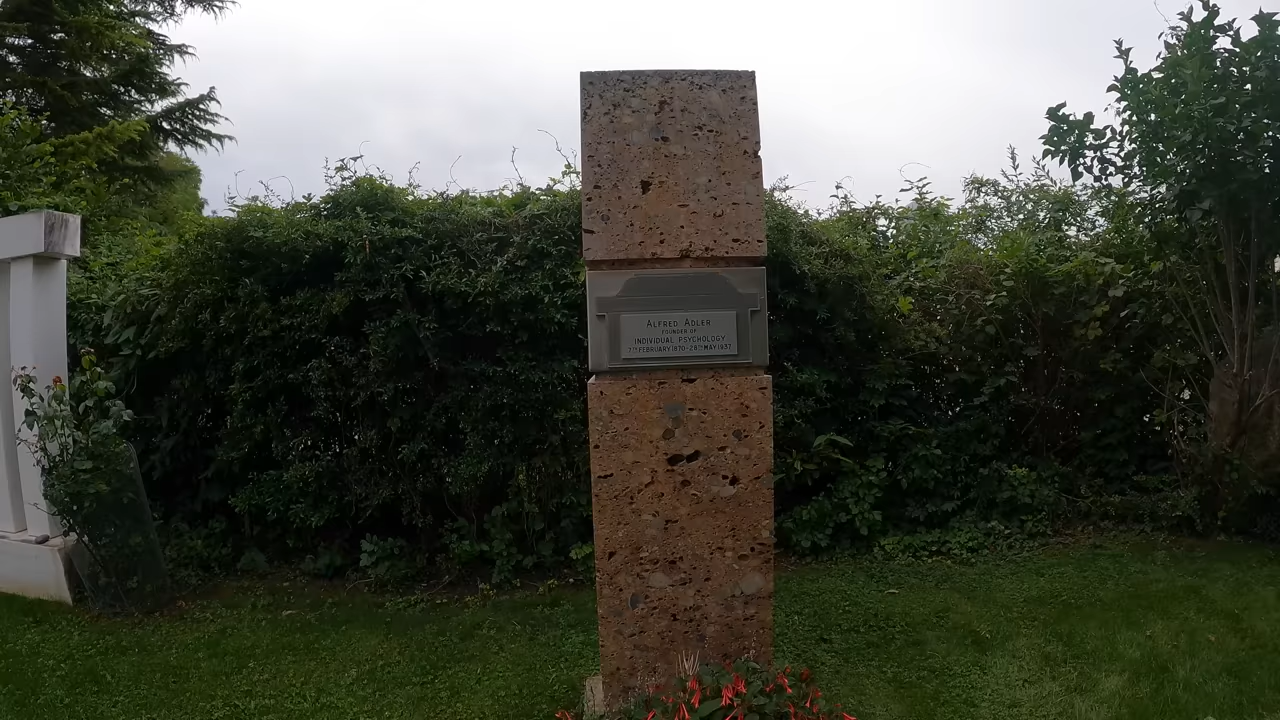 ALFRED ADLER
FOUNDER OF
INDIVIDUAL PSYCHOLOGY
7TH FEBRUARY 1870-28TH MAY 1937